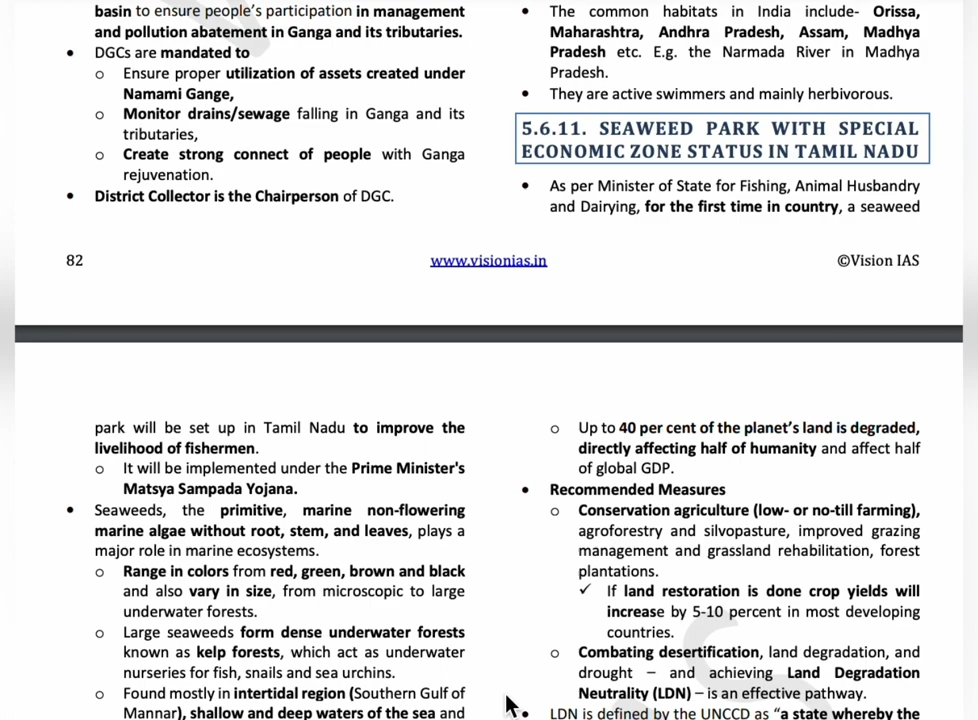 basin to ensure people's participation in management
and pollution abatement in Ganga and its tributaries.
• DGCs are mandated to
o Ensure proper utilization of assets created under
Namami Gange,
o Monitor drains/sewage falling in Ganga and its
tributaries,
o Create strong connect of people with Ganga
rejuvenation.
• District Collector is the Chairperson of DGC.
• The common habitats in India include- Orissa,
Maharashtra, Andhra Pradesh, Assam, Madhya
Pradesh etc. E.g. the Narmada River in Madhya
Pradesh.
• They are active swimmers and mainly herbivorous.
5.6.11. SEAWEED PARK WITH SPECIAL
ECONOMIC ZONE STATUS IN TAMIL NADU
• As per Minister of State for Fishing, Animal Husbandry
and Dairying, for the first time in country, a seaweed
82 www.visionias.in ©Vision IAS
park will be set up in Tamil Nadu to improve the
livelihood of fishermen.
o It will be implemented under the Prime Minister's
Matsya Sampada Yojana.
• Seaweeds, the primitive, marine non-flowering
marine algae without root, stem, and leaves, plays a
major role in marine ecosystems.
o Range in colors from red, green, brown and black
and also vary in size, from microscopic to large
underwater forests.
o Large seaweeds form dense underwater forests
known as kelp forests, which act as underwater
nurseries for fish, snails and sea urchins.
o Found mostly in intertidal region (Southern Gulf of
Mannar), shallow and deep waters of the sea and
o Up to 40 per cent of the planet's land is degraded,
directly affecting half of humanity and affect half
of global GDP.
• Recommended Measures
o Conservation agriculture (low- or no-till farming),
agroforestry and silvopasture, improved grazing
management and grassland rehabilitation, forest
plantations.
✓ If land restoration is done crop yields will
increase by 5-10 percent in most developing
countries.
o Combating desertification, land degradation, and
drought – and achieving Land Degradation
Neutrality (LDN) – is an effective pathway.
• LDN is defined by the UNCCD as "a state whereby the